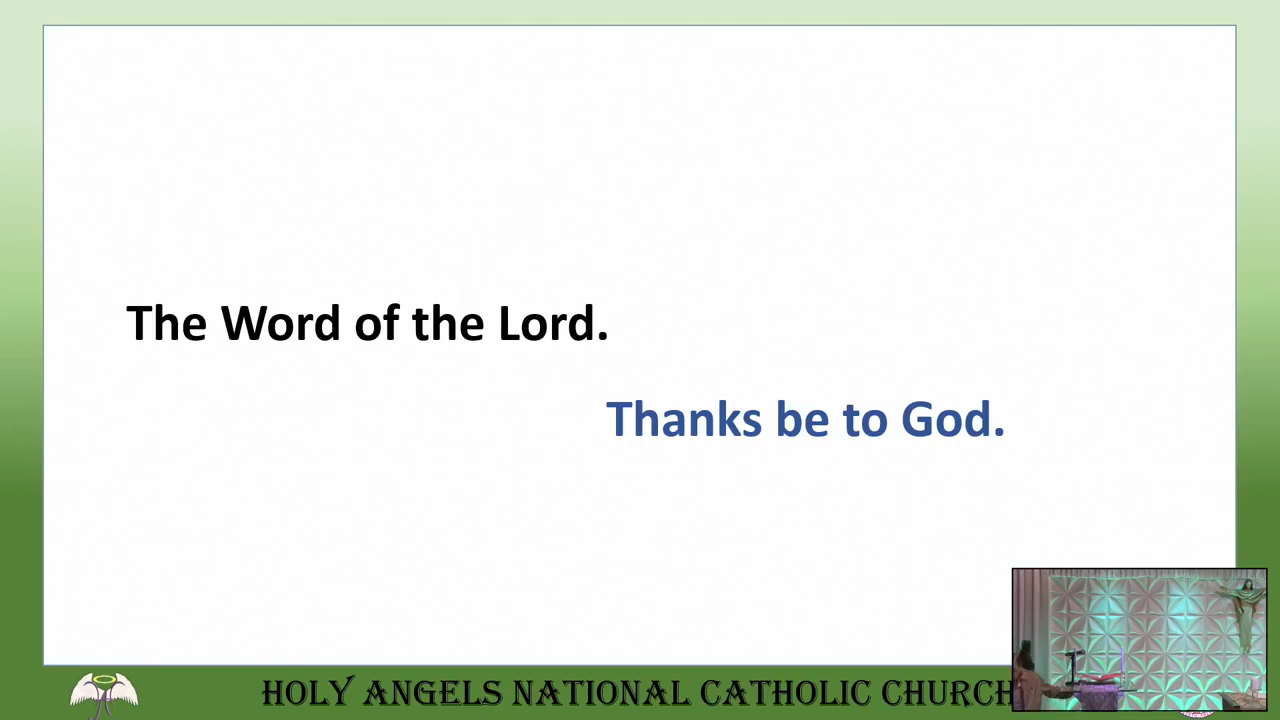 The Word of the Lord.
Thanks be to God.
HOLY ANGELS NATIONAL CATHOLIC CHURCH